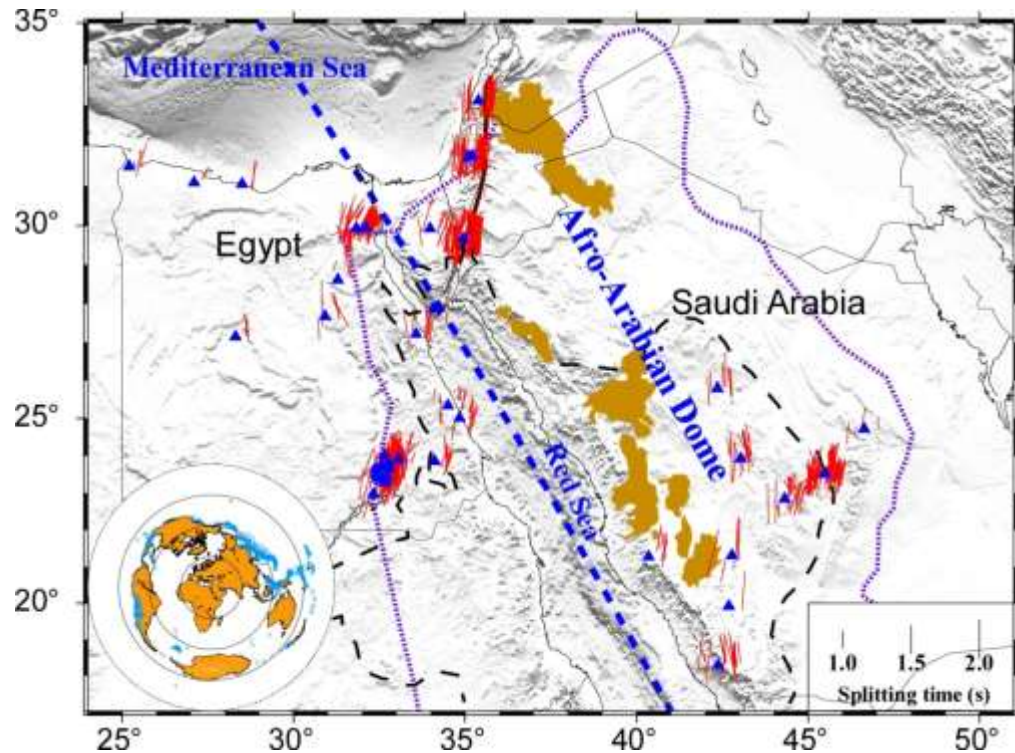 35°
Mediterranean Sea
30°
Egypt
Afro-Arabian Dome
Saudi Arabia
25°
Red Sea
20°
1.0 1.5 2.0
Splitting time (s)
25° 30° 35° 40° 45° 50°